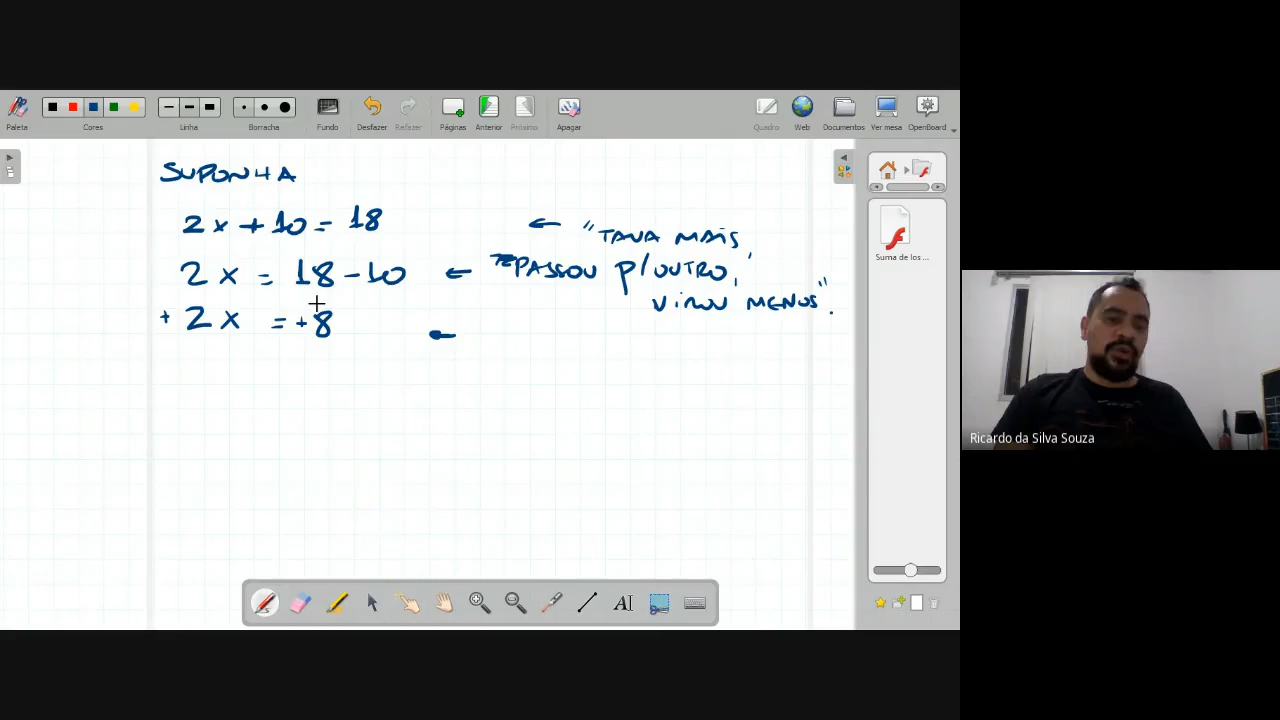 Paleta
Cores
Linha
Borracha
Fundo
Desfazer
Refazer
Páginas
Anterior
Próximo
Apagar
Quadro
Web
Documentos
Ver mesa
OpenBoard
SUPONHA
2x + 10 = 18 ← "TAVA MAIS,
2x = 18 - 10 ← PASSOU P/ OUTRO,
VIROU MENOS".
+ 2x = +8 ←
Suma de los ...
AI
Ricardo da Silva Souza